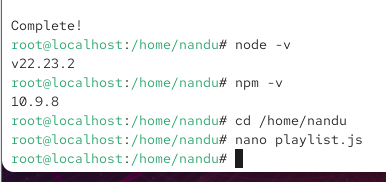 Complete!
root@localhost:/home/nandu# node -v
v22.23.2
root@localhost:/home/nandu# npm -v
10.9.8
root@localhost:/home/nandu# cd /home/nandu
root@localhost:/home/nandu# nano playlist.js
root@localhost:/home/nandu#